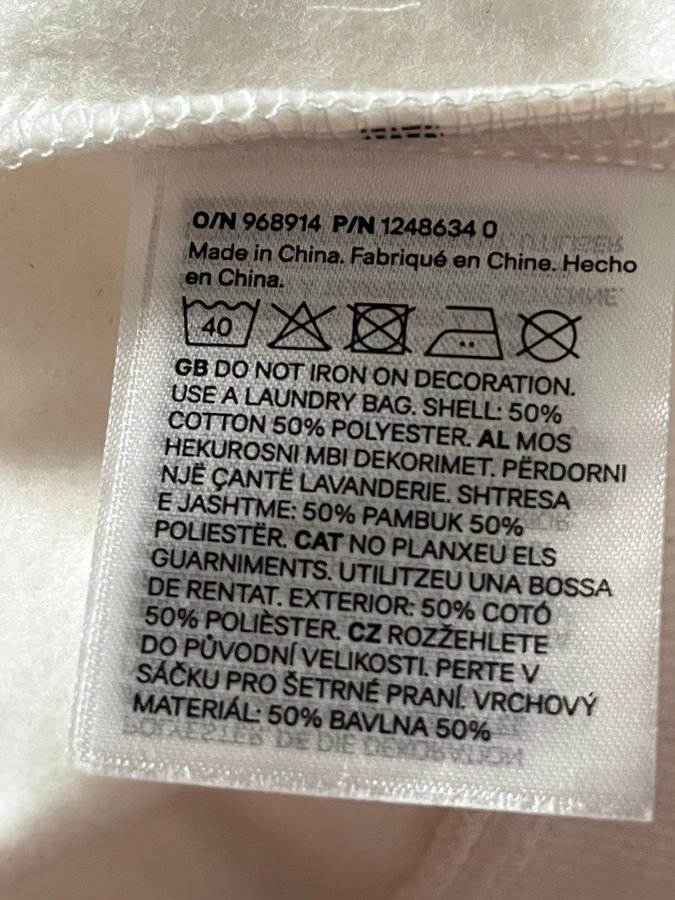 O/N 968914 P/N 1248634 0
Made in China. Fabriqué en Chine. Hecho
en China.
40
GB DO NOT IRON ON DECORATION.
USE A LAUNDRY BAG. SHELL: 50%
COTTON 50% POLYESTER. AL MOS
HEKUROSNI MBI DEKORIMET. PËRDORNI
NJË ÇANTË LAVANDERIE. SHTRESA
E JASHTME: 50% PAMBUK 50%
POLIESTËR. CAT NO PLANXEU ELS
GUARNIMENTS. UTILITZEU UNA BOSSA
DE RENTAT. EXTERIOR: 50% COTÓ
50% POLIÈSTER. CZ ROZŽEHLETE
DO PŮVODNÍ VELIKOSTI. PERTE V
SÁČKU PRO ŠETRNÉ PRANÍ. VRCHOVÝ
MATERIÁL: 50% BAVLNA 50%